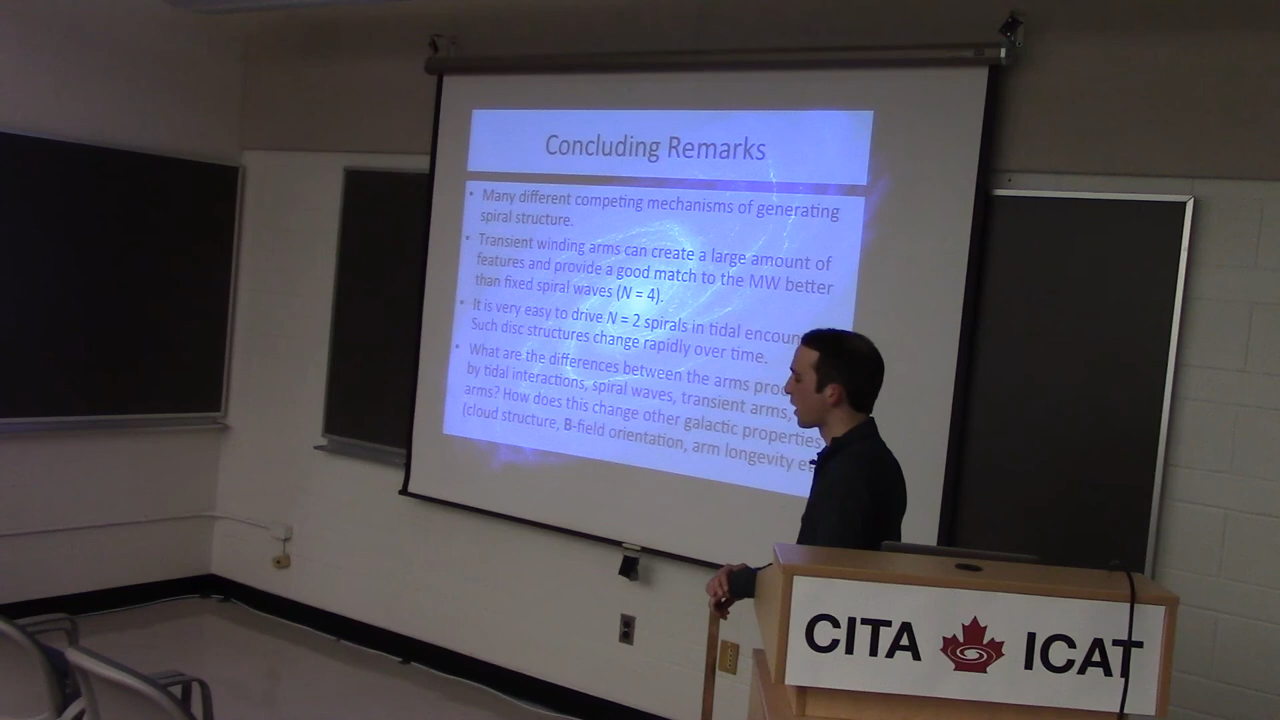 Concluding Remarks
• Many different competing mechanisms of generating
spiral structure.
• Transient winding arms can create a large amount of
features and provide a good match to the MW better
than fixed spiral waves (N = 4).
• It is very easy to drive N = 2 spirals in tidal
Such disc structures change rapidly over time.
• What are the differences between the arms
by tidal interactions, spiral waves, transient arms,
arms? How does this change other galactic properties
(cloud structure, B-field orientation, arm longevity
CITA ICAT